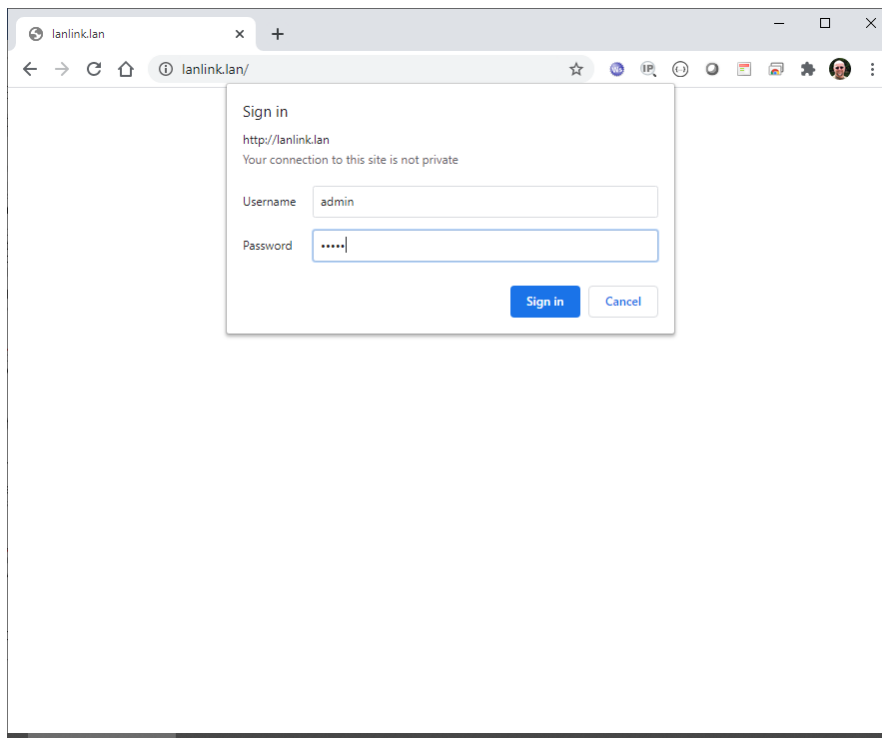 lanlink.lan
lanlink.lan/
IP
Sign in
http://lanlink.lan
Your connection to this site is not private
Username admin
Password •••••
Sign in Cancel